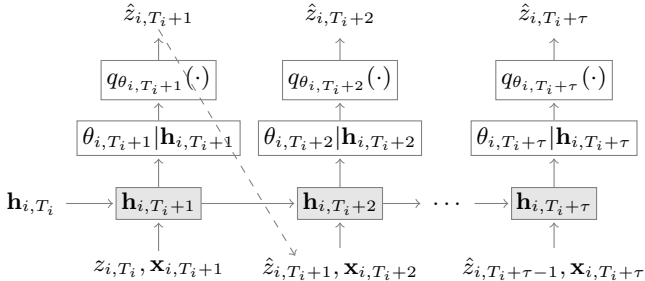 ẑ_{i,T_i+1} ẑ_{i,T_i+2} ẑ_{i,T_i+τ}
q_{θ_{i,T_i+1}}(·) q_{θ_{i,T_i+2}}(·) q_{θ_{i,T_i+τ}}(·)
θ_{i,T_i+1}|h_{i,T_i+1} θ_{i,T_i+2}|h_{i,T_i+2} θ_{i,T_i+τ}|h_{i,T_i+τ}
h_{i,T_i} h_{i,T_i+1} h_{i,T_i+2} ··· h_{i,T_i+τ}
z_{i,T_i}, x_{i,T_i+1} ẑ_{i,T_i+1}, x_{i,T_i+2} ẑ_{i,T_i+τ−1}, x_{i,T_i+τ}